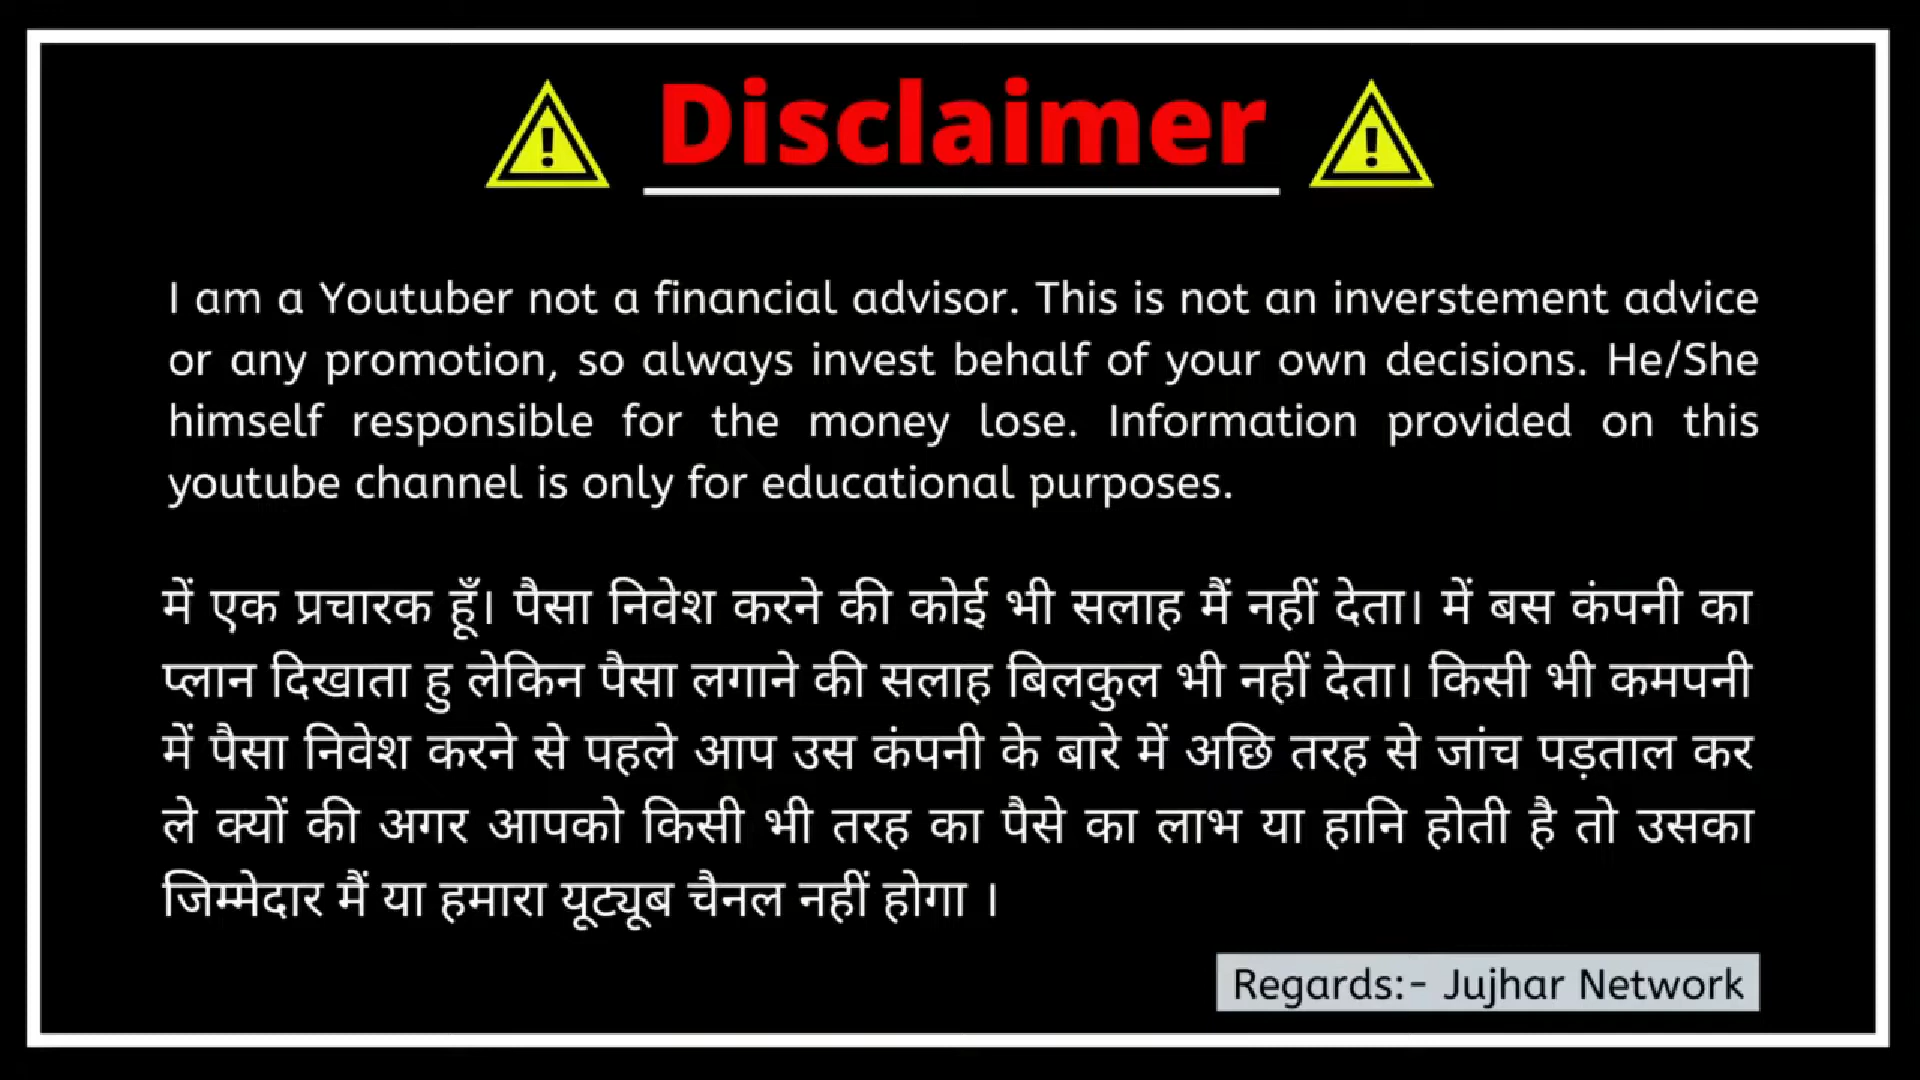 Disclaimer
I am a Youtuber not a financial advisor. This is not an inverstement advice
or any promotion, so always invest behalf of your own decisions. He/She
himself responsible for the money lose. Information provided on this
youtube channel is only for educational purposes.
में एक प्रचारक हूँ। पैसा निवेश करने की कोई भी सलाह मैं नहीं देता। में बस कंपनी का
प्लान दिखाता हु लेकिन पैसा लगाने की सलाह बिलकुल भी नहीं देता। किसी भी कमपनी
में पैसा निवेश करने से पहले आप उस कंपनी के बारे में अछि तरह से जांच पड़ताल कर
ले क्यों की अगर आपको किसी भी तरह का पैसे का लाभ या हानि होती है तो उसका
जिम्मेदार मैं या हमारा यूट्यूब चैनल नहीं होगा ।
Regards:- Jujhar Network